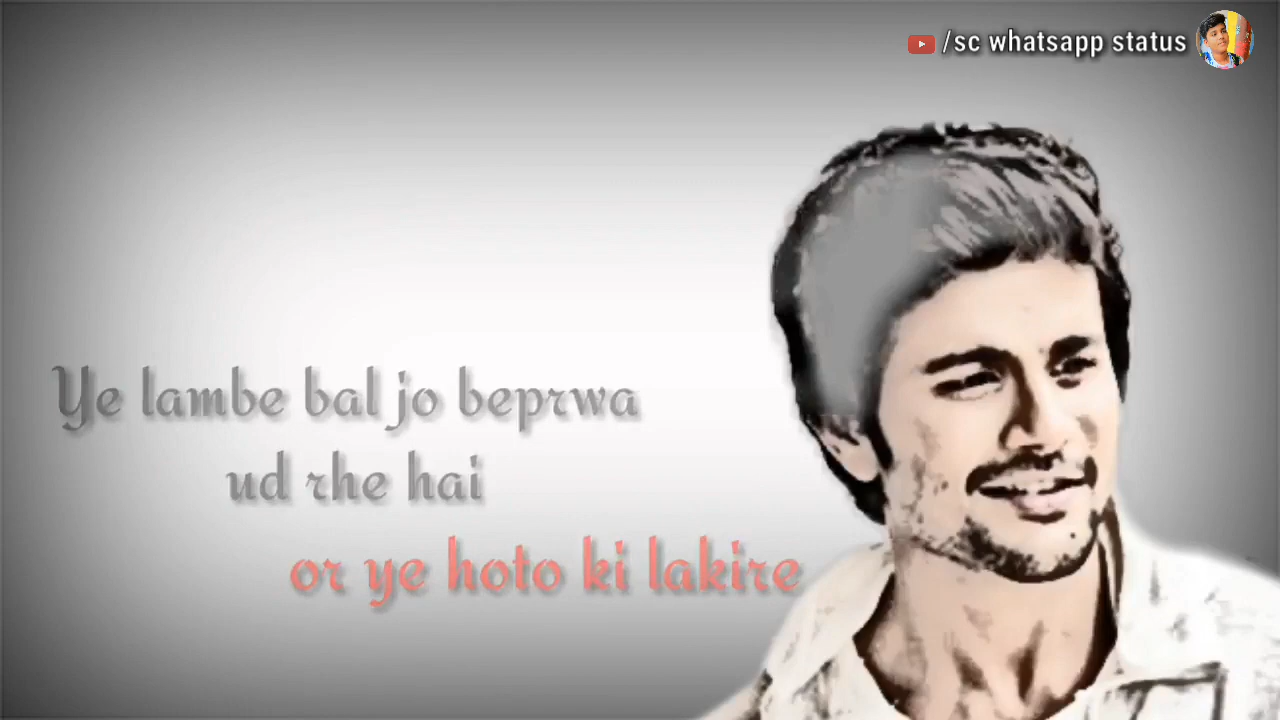 /sc whatsapp status
Ye lambe bal jo beprwa
ud rhe hai
or ye hoto ki lakire